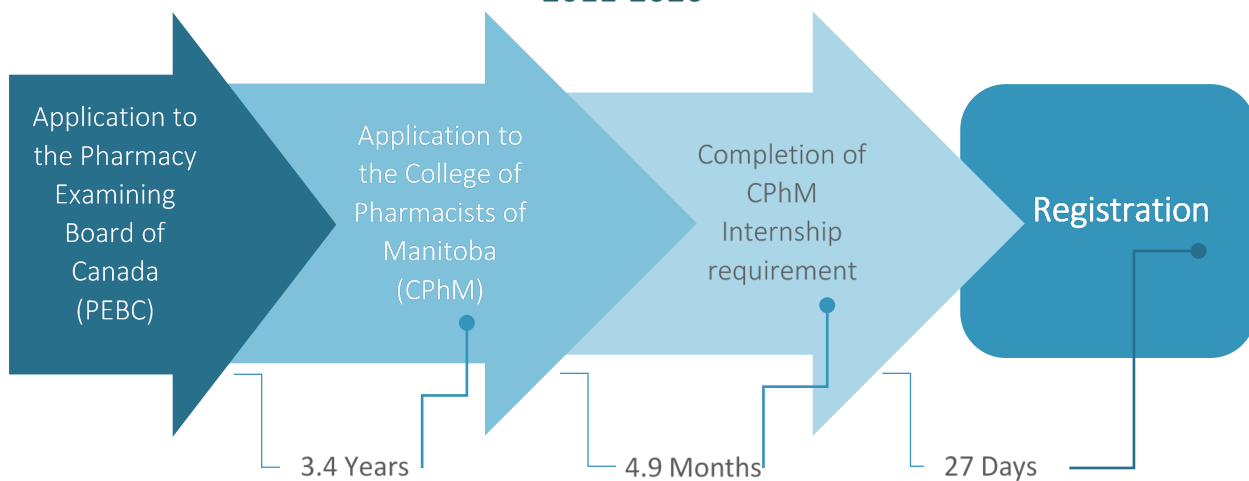 Application to
the Pharmacy
Examining
Board of
Canada
(PEBC)
Application to
the College of
Pharmacists of
Manitoba
(CPhM)
Completion of
CPhM
Internship
requirement
Registration
3.4 Years
4.9 Months
27 Days